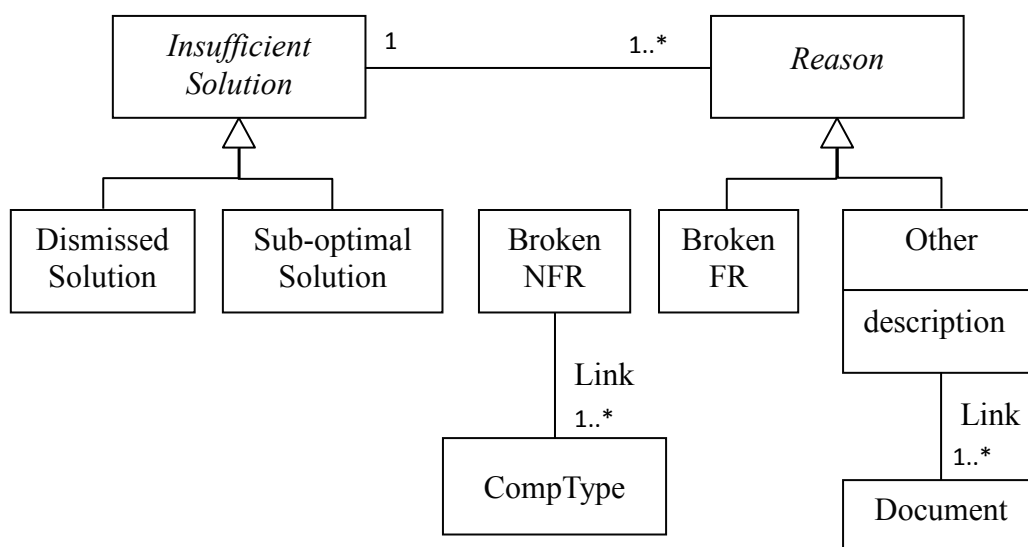 Insufficient
Solution
1
1..*
Reason
Dismissed
Solution
Sub-optimal
Solution
Broken
NFR
Broken
FR
Other
description
Link
1..*
CompType
Link
1..*
Document